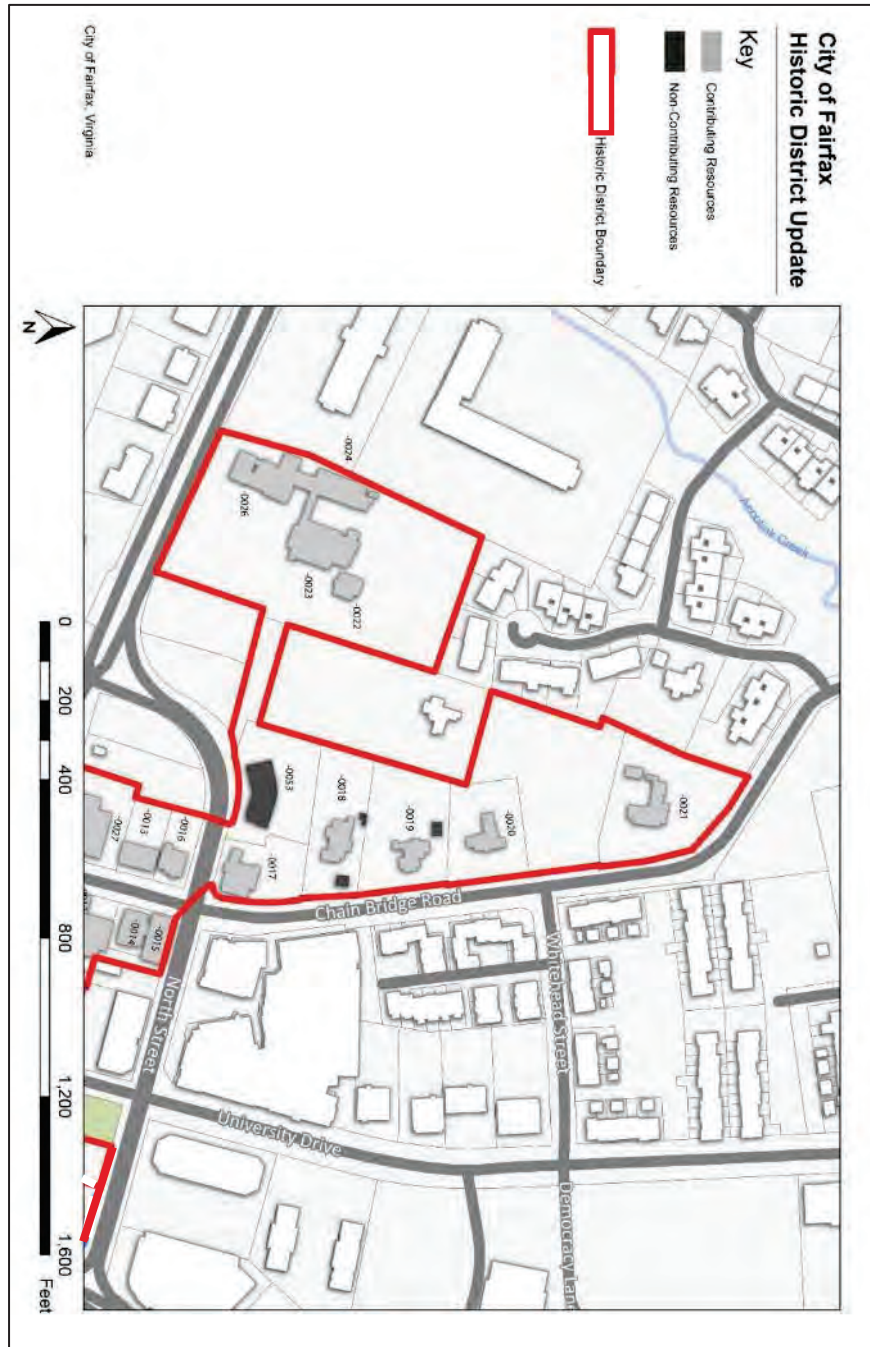 City of Fairfax
Historic District Update
Key
Contributing Resources
Non-Contributing Resources
Historic District Boundary
City of Fairfax, Virginia
N
Accotink Creek
-0024
-0026
-0023
-0022
-0021
-0020
-0019
-0018
-0053
-0017
-0016
-0013
-0027
-0015
-0014
Chain Bridge Road
Whitehead Street
North Street
University Drive
Democracy Lane
0
200
400
800
1,200
1,600
Feet